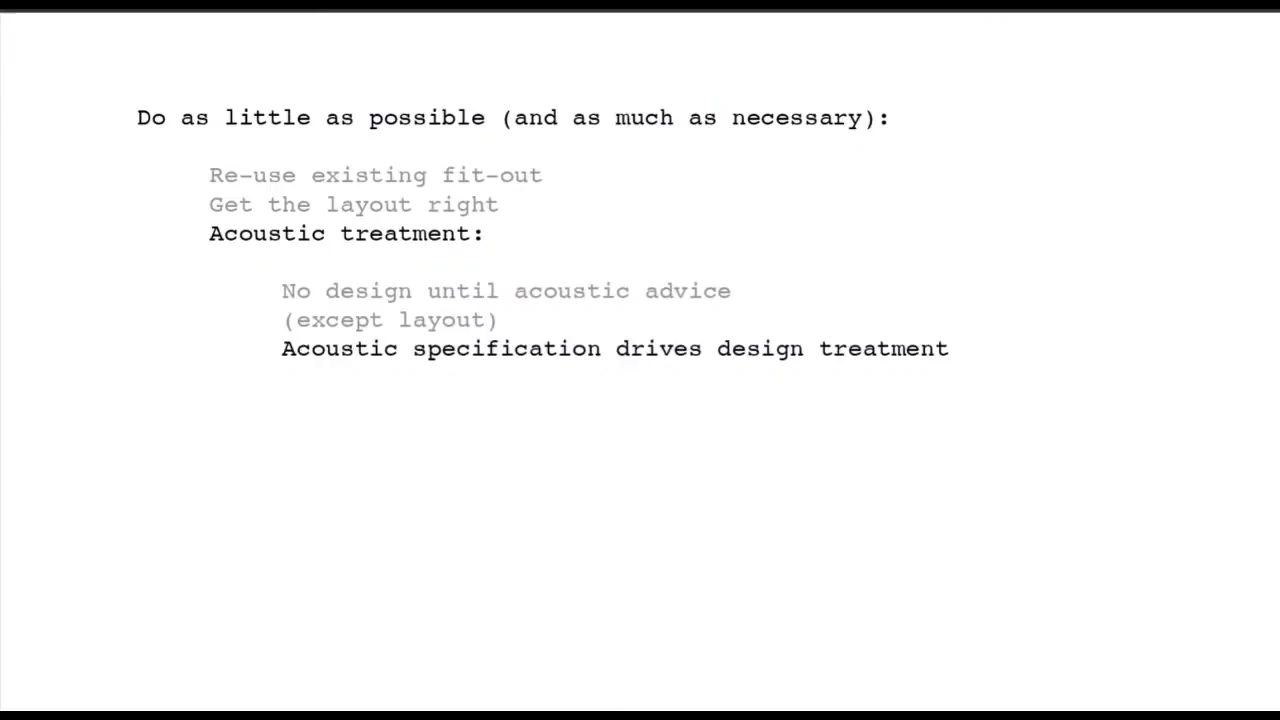 Do as little as possible (and as much as necessary):
Re-use existing fit-out
Get the layout right
Acoustic treatment:
No design until acoustic advice
(except layout)
Acoustic specification drives design treatment